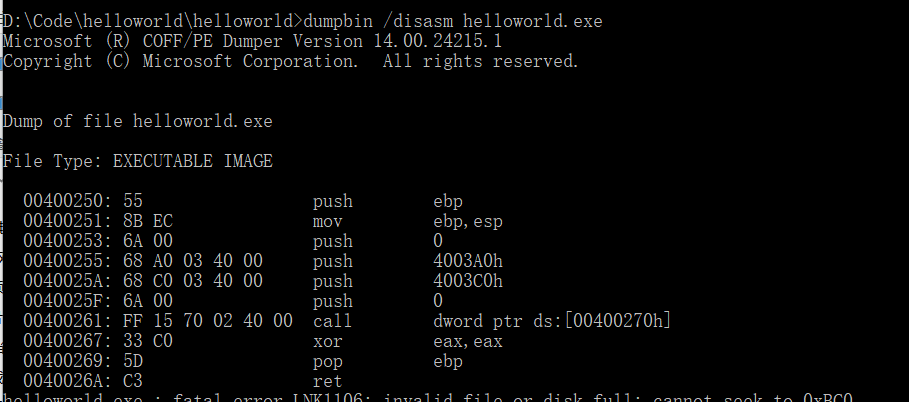 D:\Code\helloworld\helloworld>dumpbin /disasm helloworld.exe
Microsoft (R) COFF/PE Dumper Version 14.00.24215.1
Copyright (C) Microsoft Corporation.  All rights reserved.
Dump of file helloworld.exe
File Type: EXECUTABLE IMAGE
00400250: 55                 push        ebp
00400251: 8B EC              mov         ebp,esp
00400253: 6A 00              push        0
00400255: 68 A0 03 40 00     push        4003A0h
0040025A: 68 C0 03 40 00     push        4003C0h
0040025F: 6A 00              push        0
00400261: FF 15 70 02 40 00  call        dword ptr ds:[00400270h]
00400267: 33 C0              xor         eax,eax
00400269: 5D                 pop         ebp
0040026A: C3                 ret
helloworld.exe : fatal error LNK1106: invalid file or disk full: cannot seek to 0xBC0